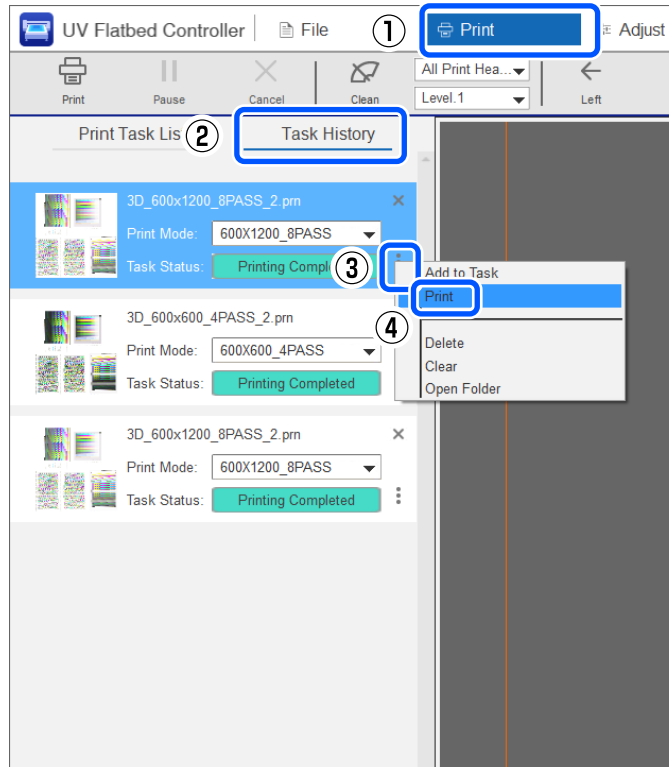 UV Flatbed Controller
File
①
Print
Adjust
Print
Pause
Cancel
Clean
All Print Hea...
Level.1
Left
Print Task Lis
②
Task History
3D_600x1200_8PASS_2.prn
Print Mode: 600X1200_8PASS
Task Status: Printing Compl
③
Add to Task
Print
④
Delete
Clear
Open Folder
3D_600x600_4PASS_2.prn
Print Mode: 600X600_4PASS
Task Status: Printing Completed
3D_600x1200_8PASS_2.prn
Print Mode: 600X1200_8PASS
Task Status: Printing Completed